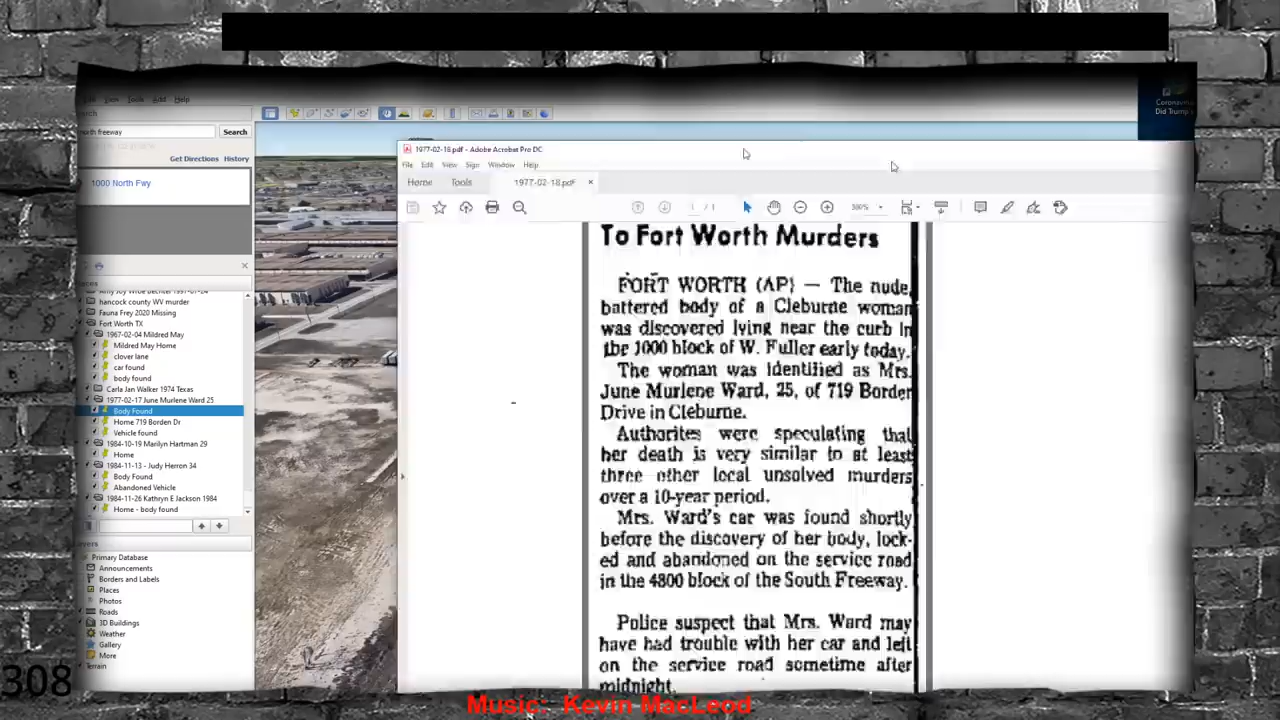 Coronavirus
Did Trump's
View Tools Add Help
north freeway
Search
Get Directions History
1000 North Fwy
1977-02-18.pdf - Adobe Acrobat Pro DC
File Edit View Sign Window Help
Home Tools 1977-02-18.pdf ×
1 / 1
To Fort Worth Murders
FORT WORTH (AP) — The nude,
battered body of a Cleburne woman
was discovered lying near the curb in
the 1000 block of W. Fuller early today.
The woman was identified as Mrs.
June Murlene Ward, 25, of 719 Border
Drive in Cleburne.
Authorites were speculating that
her death is very similar to at least
three other local unsolved murders
over a 10-year period.
Mrs. Ward's car was found shortly
before the discovery of her body, lock-
ed and abandoned on the service road
in the 4800 block of the South Freeway.
Police suspect that Mrs. Ward may
have had trouble with her car and left
on the service road sometime after
midnight.
hancock county WV murder
Fauna Frey 2020 Missing
Fort Worth TX
1967-02-04 Mildred May
Mildred May Home
clover lane
car found
body found
Carla Jan Walker 1974 Texas
1977-02-17 June Murlene Ward 25
Body Found
Home 719 Borden Dr
Vehicle found
1984-10-19 Marilyn Hartman 29
Home
1984-11-13 - Judy Herron 34
Body Found
Abandoned Vehicle
1984-11-26 Kathryn E Jackson 1984
Home - body found
Primary Database
Announcements
Borders and Labels
Places
Photos
Roads
3D Buildings
Weather
Gallery
More
Terrain
308
Music: Kevin MacLeod